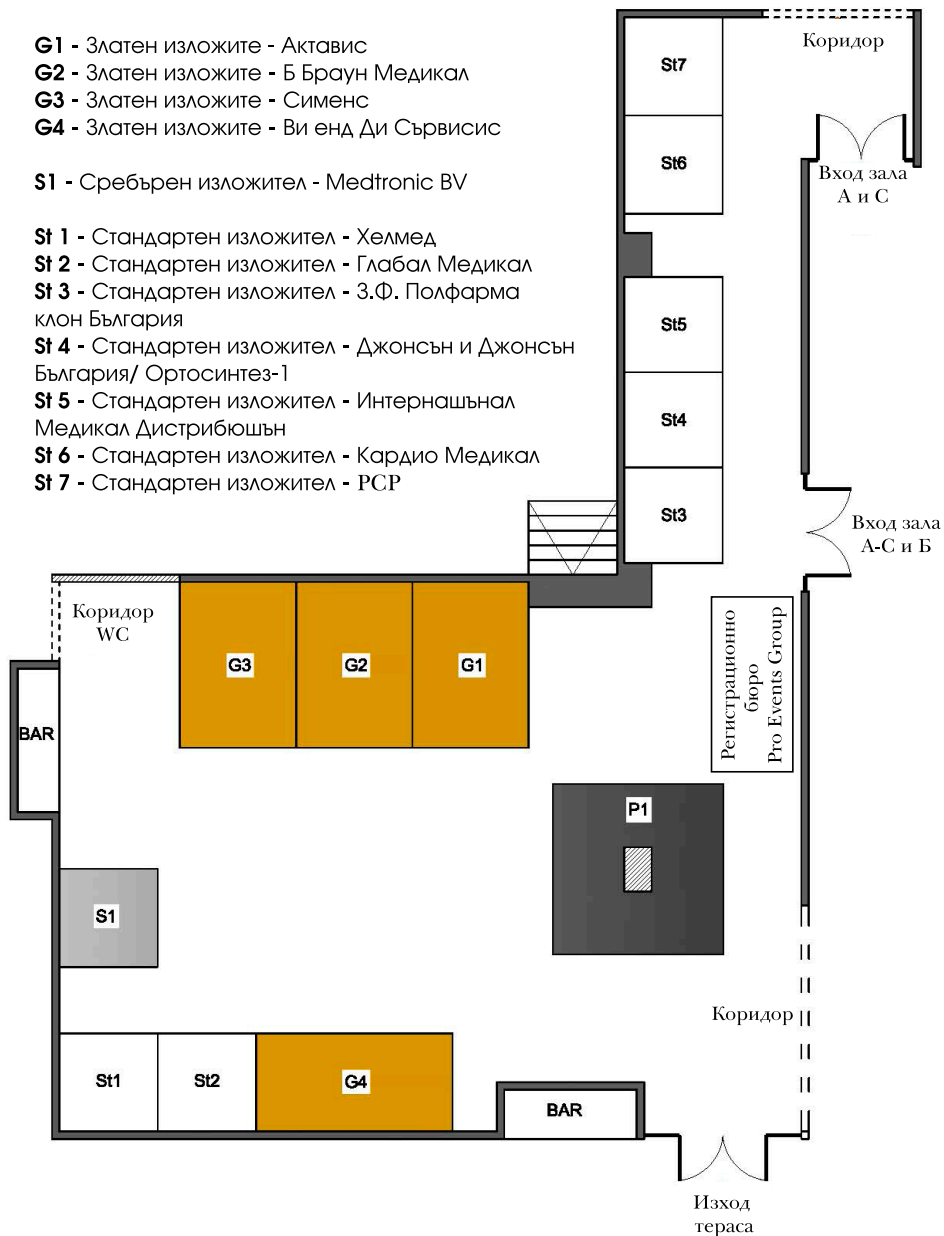 G1 - Златен изложите - Актавис
G2 - Златен изложите - Б Браун Медикал
G3 - Златен изложите - Сименс
G4 - Златен изложите - Ви енд Ди Сървисис
S1 - Сребърен изложител - Medtronic BV
St 1 - Стандартен изложител - Хелмед
St 2 - Стандартен изложител - Глабал Медикал
St 3 - Стандартен изложител - З.Ф. Полфарма
клон България
St 4 - Стандартен изложител - Джонсън и Джонсън
България/ Ортосинтез-1
St 5 - Стандартен изложител - Интернашънал
Медикал Дистрибюшън
St 6 - Стандартен изложител - Кардио Медикал
St 7 - Стандартен изложител - РСР
Коридор
St7
St6
Вход зала
А и С
St5
St4
St3
Вход зала
А-С и Б
Коридор
WC
G3
G2
G1
Регистрационно
бюро
Pro Events Group
BAR
P1
S1
Коридор
St1
St2
G4
BAR
Изход
тераса